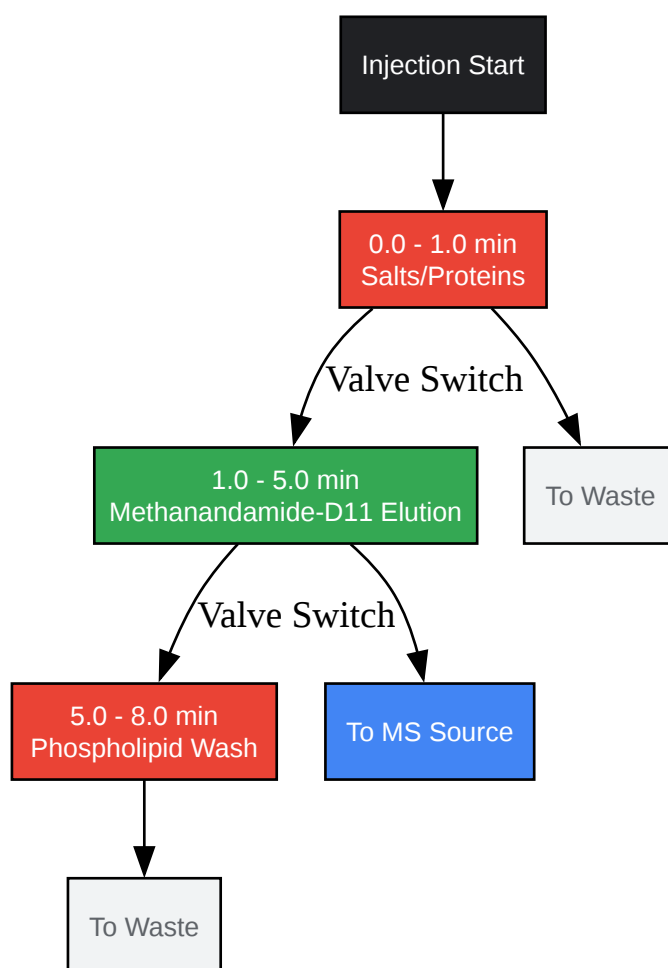 Injection Start
0.0 - 1.0 min
Salts/Proteins
Valve Switch
1.0 - 5.0 min
Methanandamide-D11 Elution
To Waste
Valve Switch
5.0 - 8.0 min
Phospholipid Wash
To MS Source
To Waste